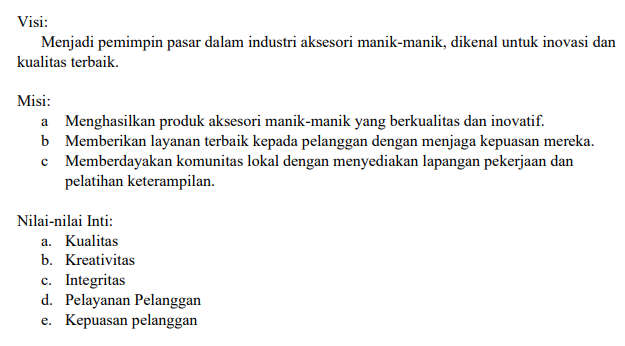 Visi:
Menjadi pemimpin pasar dalam industri aksesori manik-manik, dikenal untuk inovasi dan
kualitas terbaik.
Misi:
a Menghasilkan produk aksesori manik-manik yang berkualitas dan inovatif.
b Memberikan layanan terbaik kepada pelanggan dengan menjaga kepuasan mereka.
c Memberdayakan komunitas lokal dengan menyediakan lapangan pekerjaan dan
pelatihan keterampilan.
Nilai-nilai Inti:
a. Kualitas
b. Kreativitas
c. Integritas
d. Pelayanan Pelanggan
e. Kepuasan pelanggan